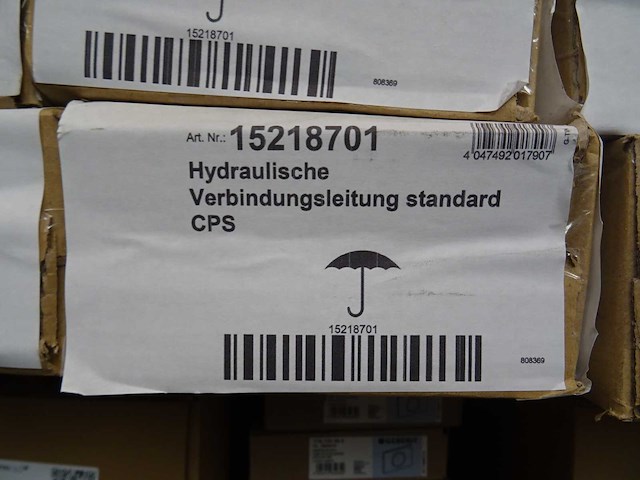 15218701
808369
Art. Nr.: 15218701
4 047492 017907
Hydraulische
Verbindungsleitung standard
CPS
15218701
808369